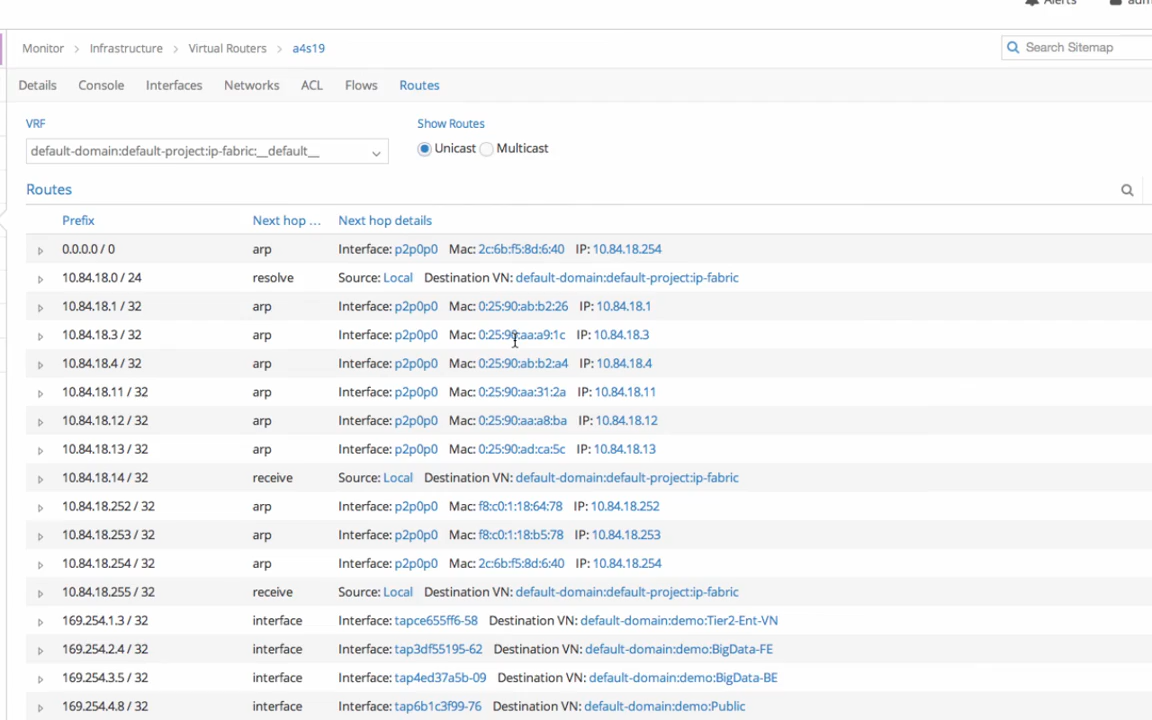 Alerts
Monitor > Infrastructure > Virtual Routers > a4s19
Search Sitemap
Details Console Interfaces Networks ACL Flows Routes
VRF Show Routes
default-domain:default-project:ip-fabric:__default__ Unicast Multicast
Routes
Prefix Next hop ... Next hop details
0.0.0.0 / 0 arp Interface: p2p0p0 Mac: 2c:6b:f5:8d:6:40 IP: 10.84.18.254
10.84.18.0 / 24 resolve Source: Local Destination VN: default-domain:default-project:ip-fabric
10.84.18.1 / 32 arp Interface: p2p0p0 Mac: 0:25:90:ab:b2:26 IP: 10.84.18.1
10.84.18.3 / 32 arp Interface: p2p0p0 Mac: 0:25:90:aa:a9:1c IP: 10.84.18.3
10.84.18.4 / 32 arp Interface: p2p0p0 Mac: 0:25:90:ab:b2:a4 IP: 10.84.18.4
10.84.18.11 / 32 arp Interface: p2p0p0 Mac: 0:25:90:aa:31:2a IP: 10.84.18.11
10.84.18.12 / 32 arp Interface: p2p0p0 Mac: 0:25:90:aa:a8:ba IP: 10.84.18.12
10.84.18.13 / 32 arp Interface: p2p0p0 Mac: 0:25:90:ad:ca:5c IP: 10.84.18.13
10.84.18.14 / 32 receive Source: Local Destination VN: default-domain:default-project:ip-fabric
10.84.18.252 / 32 arp Interface: p2p0p0 Mac: f8:c0:1:18:64:78 IP: 10.84.18.252
10.84.18.253 / 32 arp Interface: p2p0p0 Mac: f8:c0:1:18:b5:78 IP: 10.84.18.253
10.84.18.254 / 32 arp Interface: p2p0p0 Mac: 2c:6b:f5:8d:6:40 IP: 10.84.18.254
10.84.18.255 / 32 receive Source: Local Destination VN: default-domain:default-project:ip-fabric
169.254.1.3 / 32 interface Interface: tapce655ff6-58 Destination VN: default-domain:demo:Tier2-Ent-VN
169.254.2.4 / 32 interface Interface: tap3df55195-62 Destination VN: default-domain:demo:BigData-FE
169.254.3.5 / 32 interface Interface: tap4ed37a5b-09 Destination VN: default-domain:demo:BigData-BE
169.254.4.8 / 32 interface Interface: tap6b1c3f99-76 Destination VN: default-domain:demo:Public